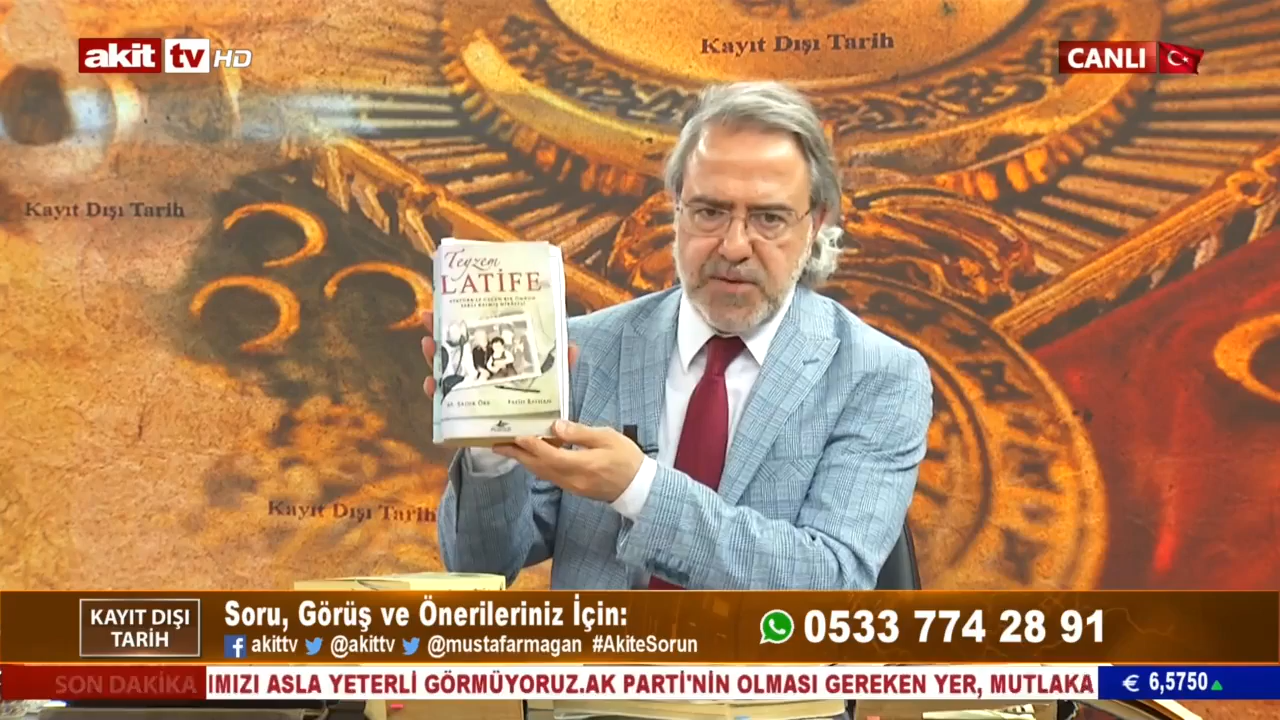 akit tv HD
Kayıt Dışı Tarih
CANLI
Kayıt Dışı Tarih
Teyzem
LATİFE
Kayıt Dışı Tarih
KAYIT DIŞI
TARİH
Soru, Görüş ve Önerileriniz İçin:
akittv @akittv @mustafarmagan #AkiteSorun
0533 774 28 91
SON DAKİKA
IMIZI ASLA YETERLİ GÖRMÜYORUZ.AK PARTİ'NİN OLMASI GEREKEN YER, MUTLAKA
€ 6,5750